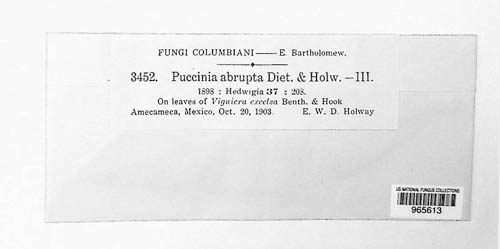 FUNGI COLUMBIANI — E. Bartholomew.
3452. Puccinia abrupta Diet. & Holw. — III.
1898 : Hedwigia 37 : 208.
On leaves of Viguiera excelsa Benth. & Hook
Amecameca, Mexico, Oct. 20, 1903. E. W. D. Holway
US NATIONAL FUNGUS COLLECTIONS
965613